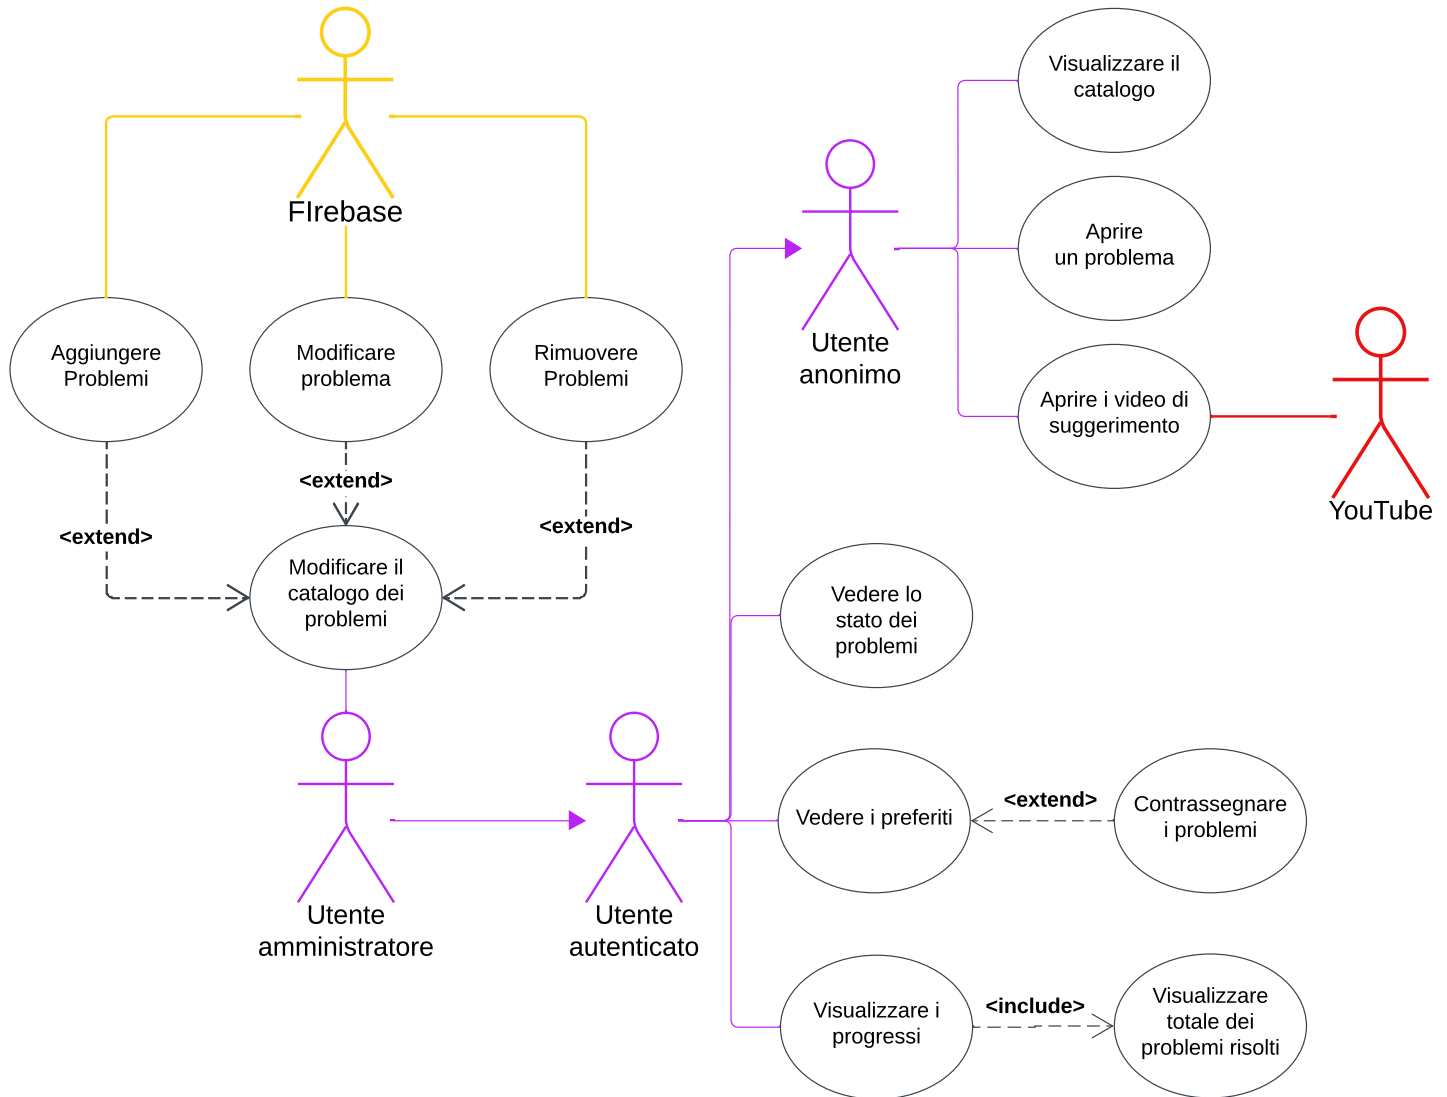 FIrebase
Visualizzare il
catalogo
Aprire
un problema
Utente
anonimo
Aggiungere
Problemi
Modificare
problema
Rimuovere
Problemi
Aprire i video di
suggerimento
YouTube
<extend>
<extend>
<extend>
Modificare il
catalogo dei
problemi
Vedere lo
stato dei
problemi
Vedere i preferiti
<extend>
Contrassegnare
i problemi
Utente
amministratore
Utente
autenticato
Visualizzare i
progressi
<include>
Visualizzare
totale dei
problemi risolti